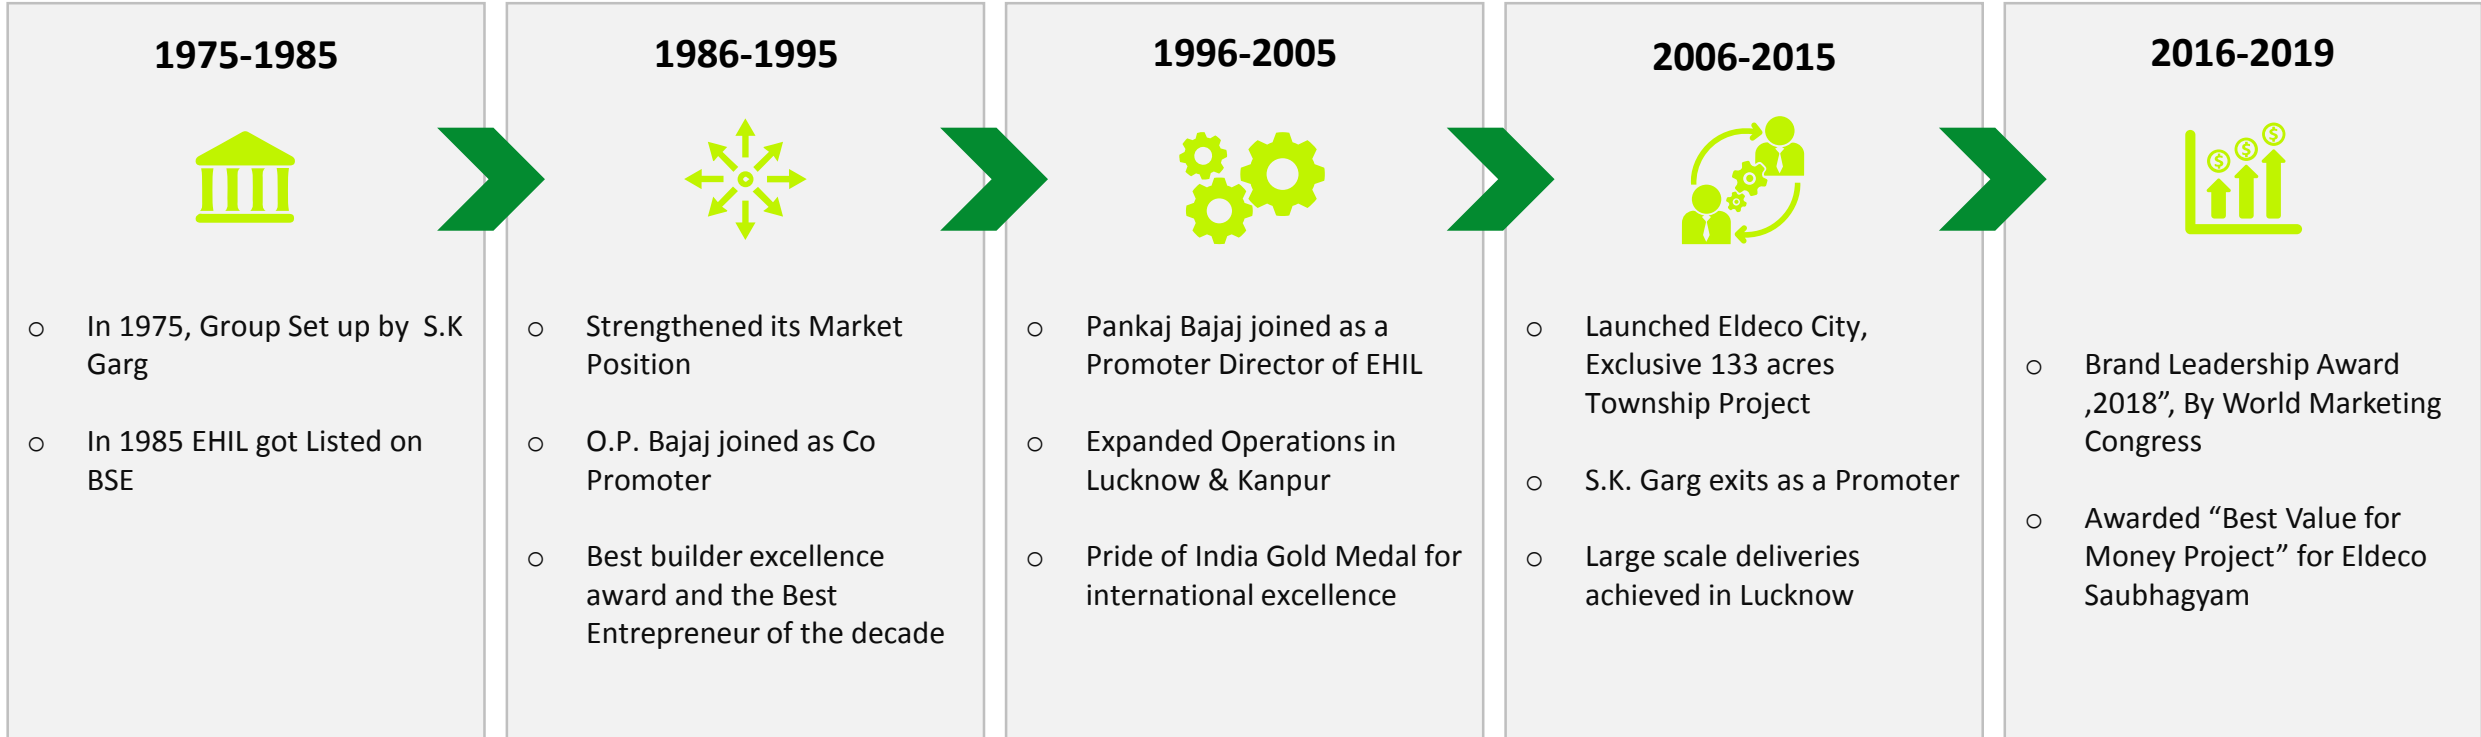 1975-1985
o In 1975, Group Set up by S.K
Garg
o In 1985 EHIL got Listed on
BSE
1986-1995
o Strengthened its Market
Position
o O.P. Bajaj joined as Co
Promoter
o Best builder excellence
award and the Best
Entrepreneur of the decade
1996-2005
o Pankaj Bajaj joined as a
Promoter Director of EHIL
o Expanded Operations in
Lucknow & Kanpur
o Pride of India Gold Medal for
international excellence
2006-2015
o Launched Eldeco City,
Exclusive 133 acres
Township Project
o S.K. Garg exits as a Promoter
o Large scale deliveries
achieved in Lucknow
2016-2019
$ $ $
o Brand Leadership Award
,2018”, By World Marketing
Congress
o Awarded “Best Value for
Money Project” for Eldeco
Saubhagyam